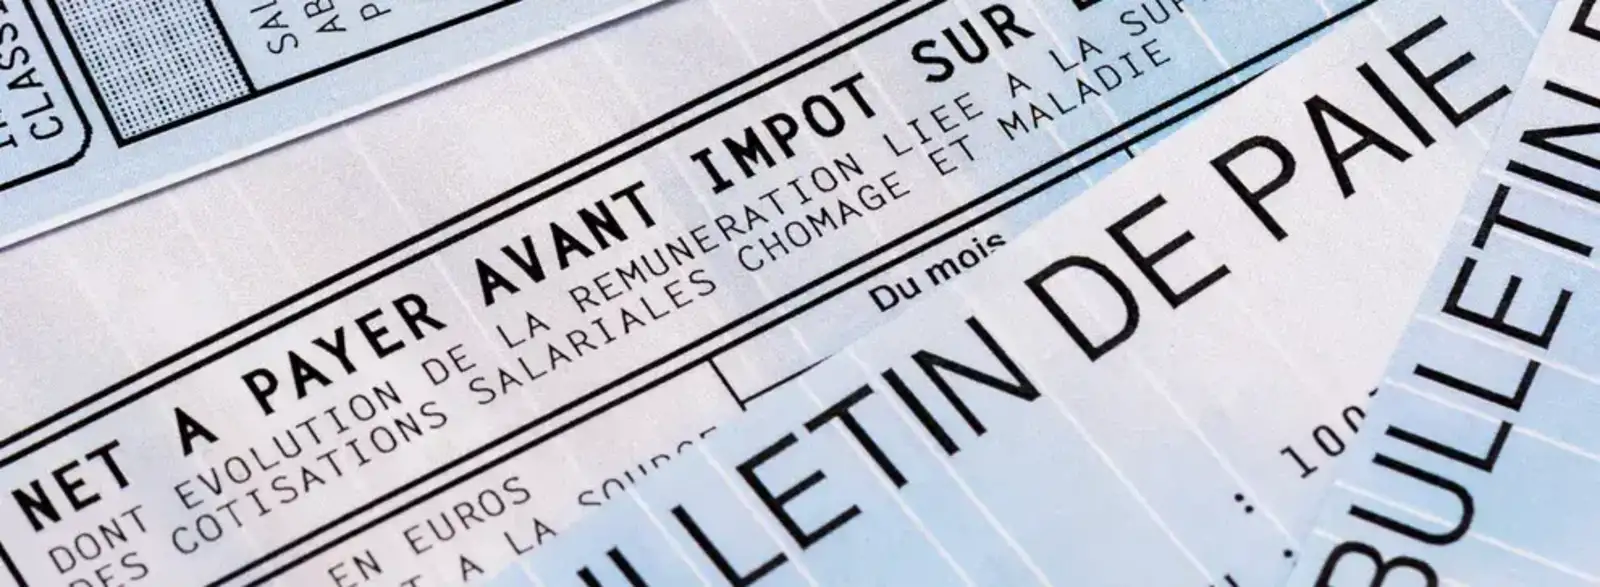 NET A PAYER AVANT IMPOT SUR
DONT EVOLUTION DE LA REMUNERATION LIEE A LA
DES COTISATIONS SALARIALES CHOMAGE ET MALADIE
EN EUROS
A LA SOURCE
Du mois
BULLETIN DE PAIE
BULLETIN